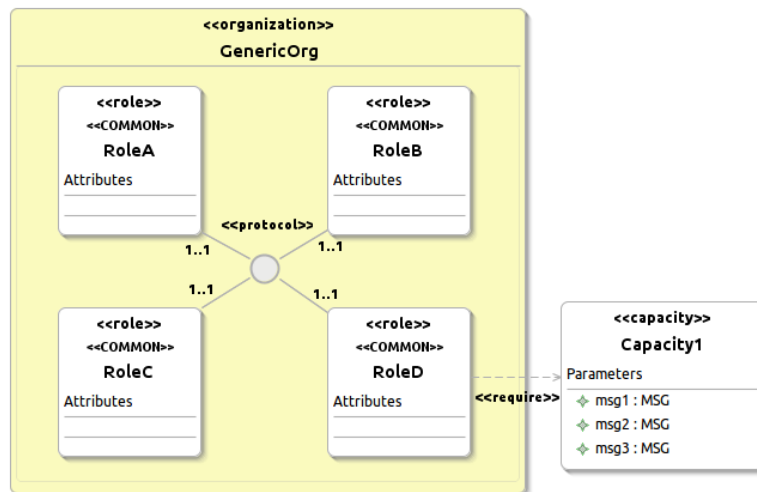 <<organization>>
GenericOrg
<<role>>
<<COMMON>>
RoleA
Attributes
<<role>>
<<COMMON>>
RoleB
Attributes
<<protocol>>
1..1
1..1
1..1
1..1
<<role>>
<<COMMON>>
RoleC
Attributes
<<role>>
<<COMMON>>
RoleD
Attributes
<<require>>
<<capacity>>
Capacity1
Parameters
msg1 : MSG
msg2 : MSG
msg3 : MSG